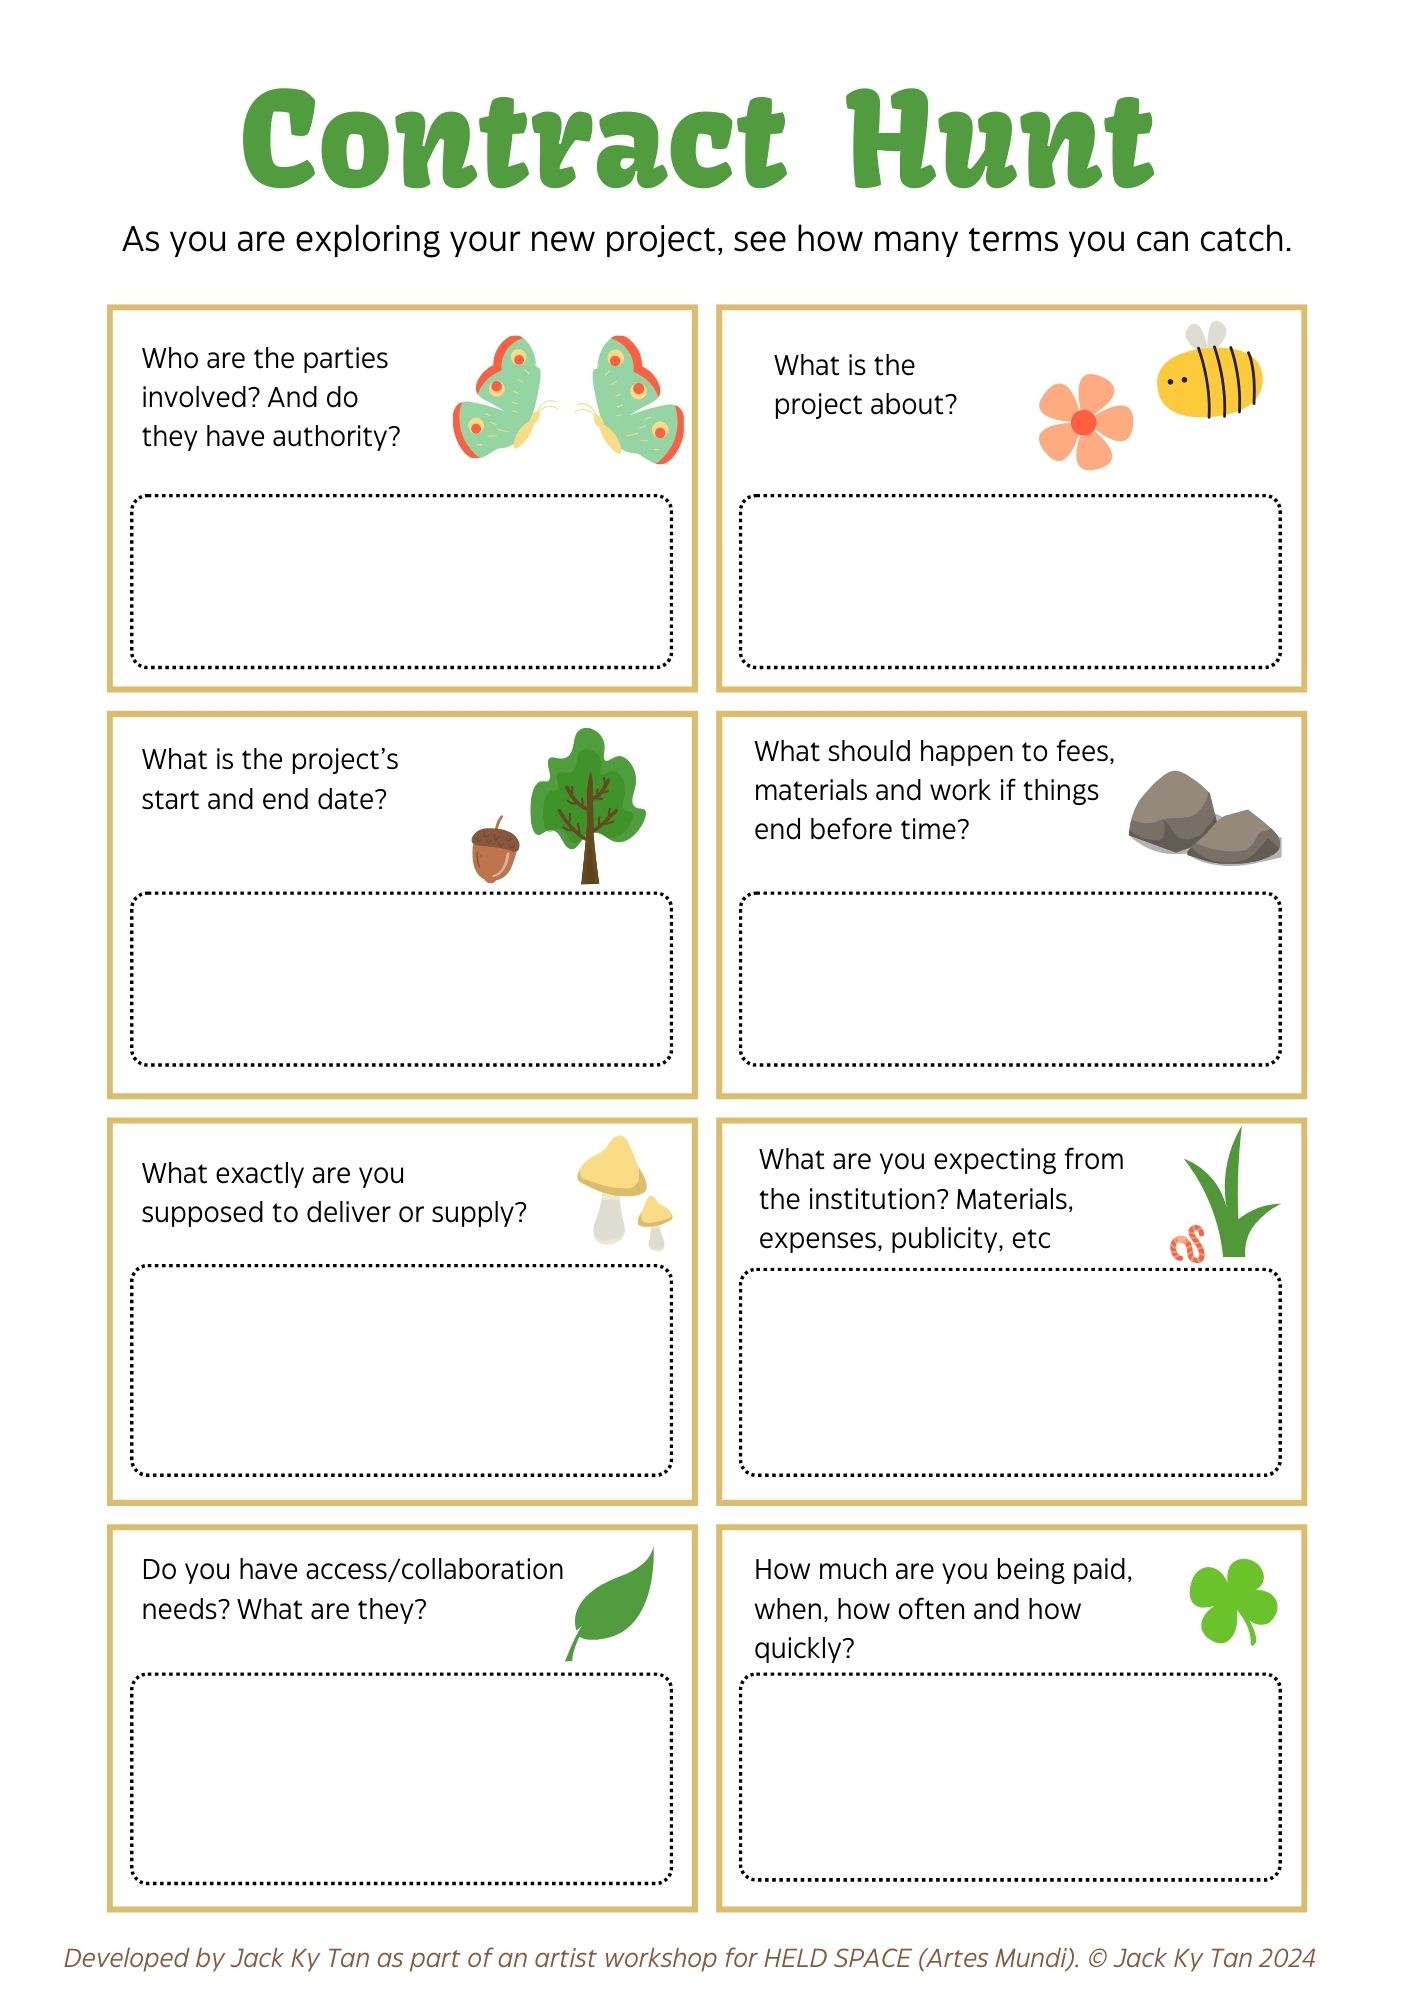 Contract Hunt
As you are exploring your new project, see how many terms you can catch.
Who are the parties
involved? And do
they have authority?
What is the
project about?
What is the project’s
start and end date?
What should happen to fees,
materials and work if things
end before time?
What exactly are you
supposed to deliver or supply?
What are you expecting from
the institution? Materials,
expenses, publicity, etc
Do you have access/collaboration
needs? What are they?
How much are you being paid,
when, how often and how
quickly?
Developed by Jack Ky Tan as part of an artist workshop for HELD SPACE (Artes Mundi). © Jack Ky Tan 2024